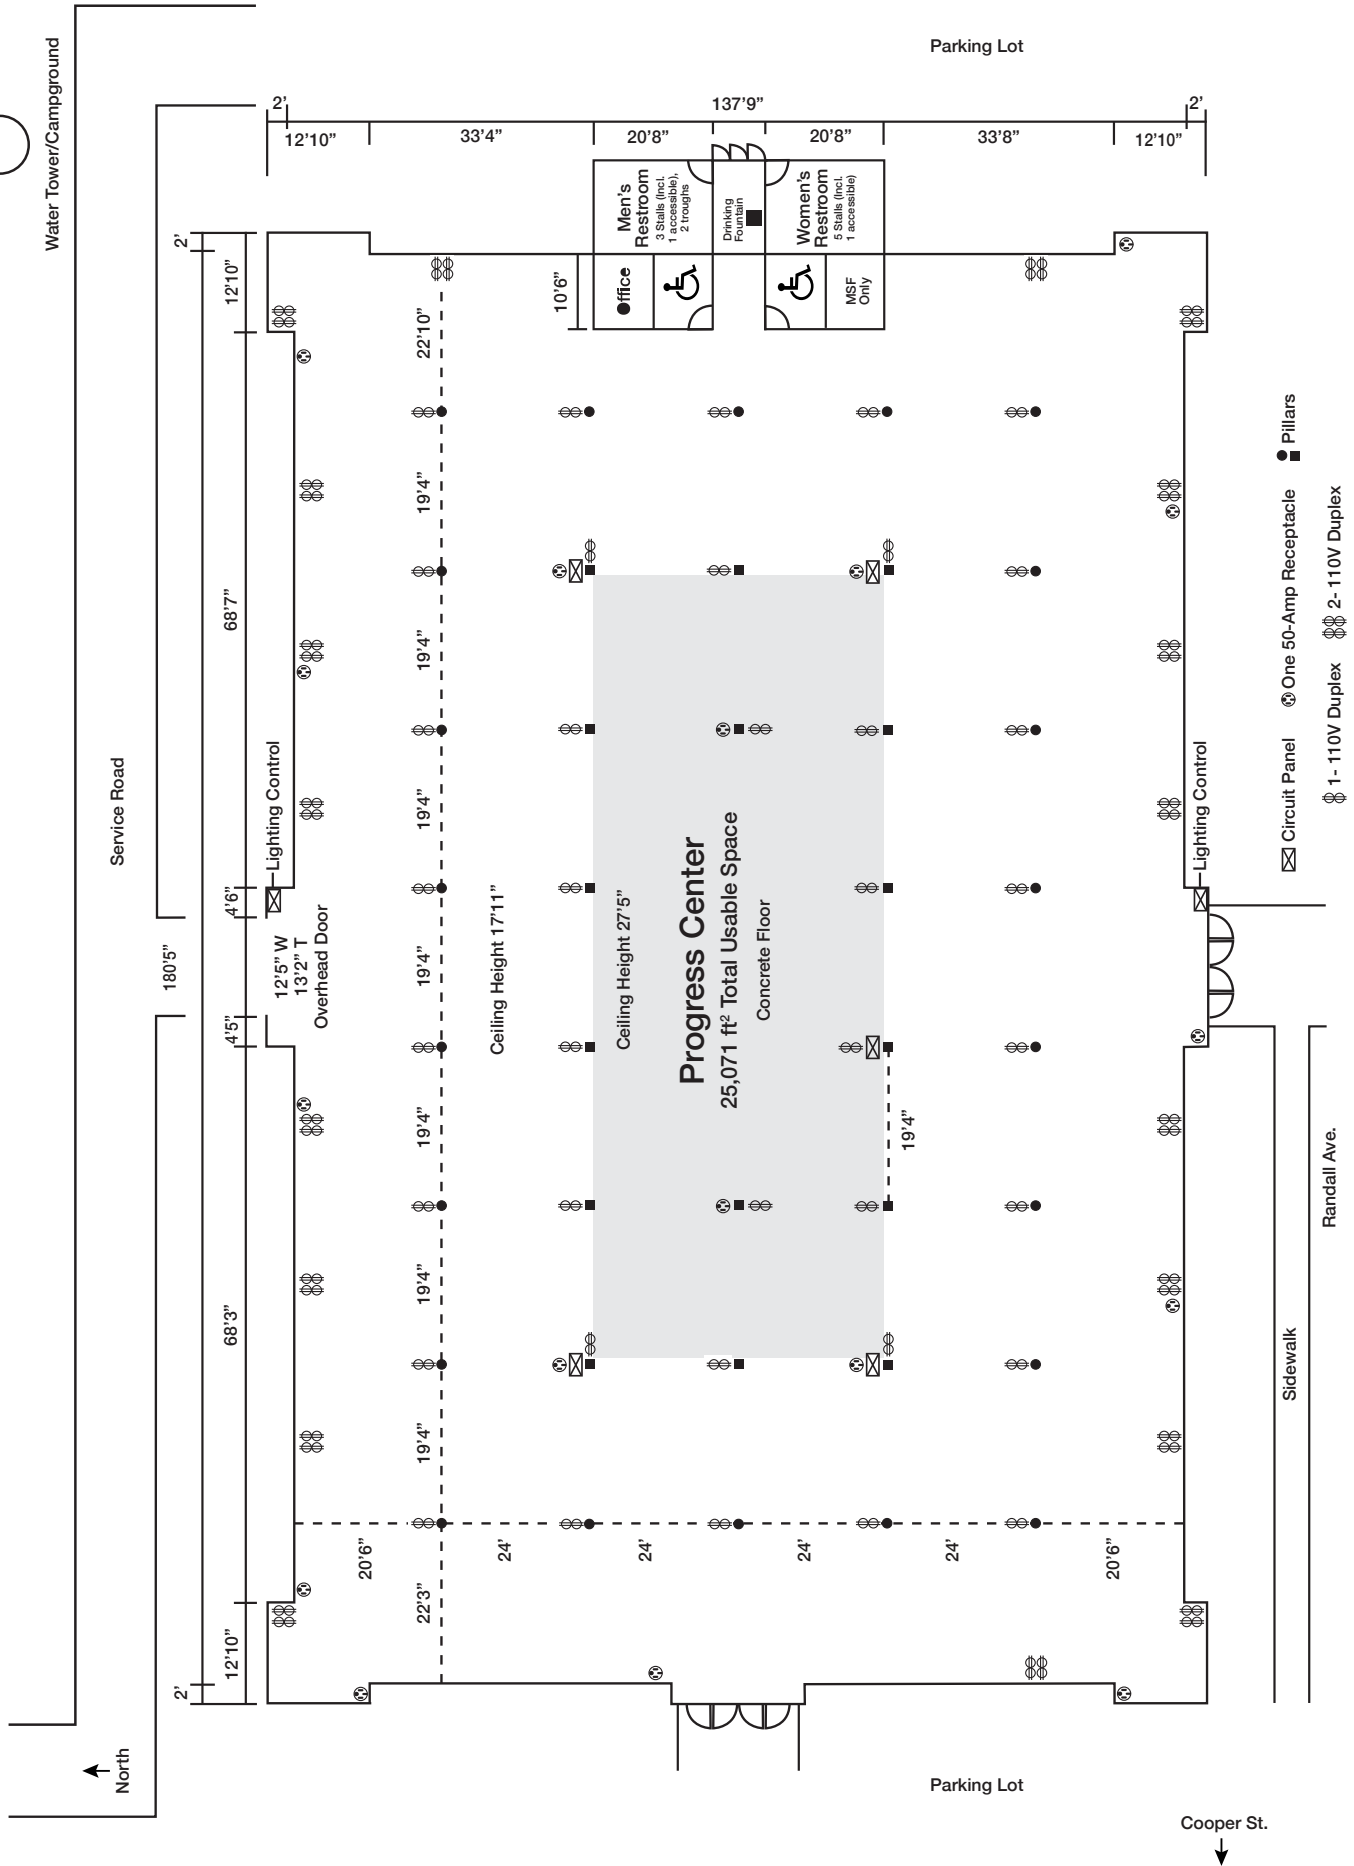 Water Tower/Campground
Parking Lot
2'
137'9"
2'
12'10"
33'4"
20'8"
20'8"
33'8"
12'10"
Men's
Restroom
3 Stalls (Incl.
1 accessible),
2 troughs
Drinking
Fountain
Women's
Restroom
5 Stalls (Incl.
1 accessible)
Office
MSF
Only
10'6"
2'
12'10"
68'7"
4'6"
180'5"
4'5"
68'3"
12'10"
2'
Service Road
Lighting Control
12'5" W
13'2" T
Overhead Door
22'10"
19'4"
19'4"
19'4"
19'4"
19'4"
19'4"
19'4"
22'3"
Ceiling Height 17'11"
Ceiling Height 27'5"
Progress Center
25,071 ft² Total Usable Space
Concrete Floor
19'4"
20'6"
24'
24'
24'
24'
20'6"
Lighting Control
Circuit Panel
One 50-Amp Receptacle
Pillars
1- 110V Duplex
2- 110V Duplex
Sidewalk
Randall Ave.
North
Parking Lot
Cooper St.